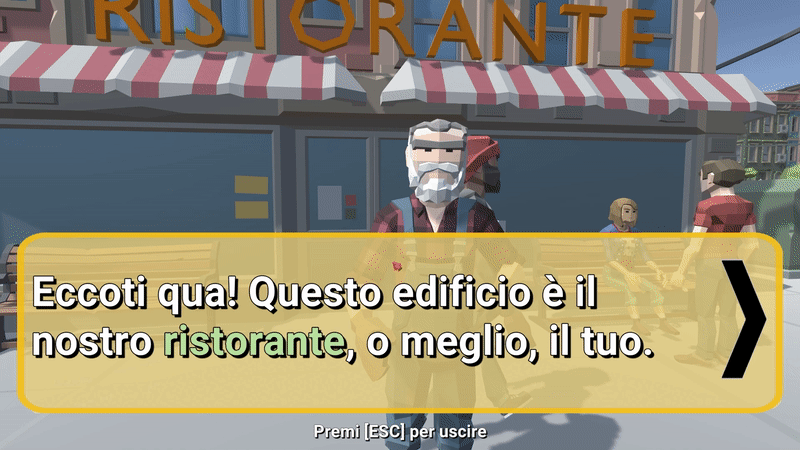 RISTORANTE
Eccoti qua! Questo edificio è il
nostro ristorante, o meglio, il tuo.
Premi [ESC] per uscire